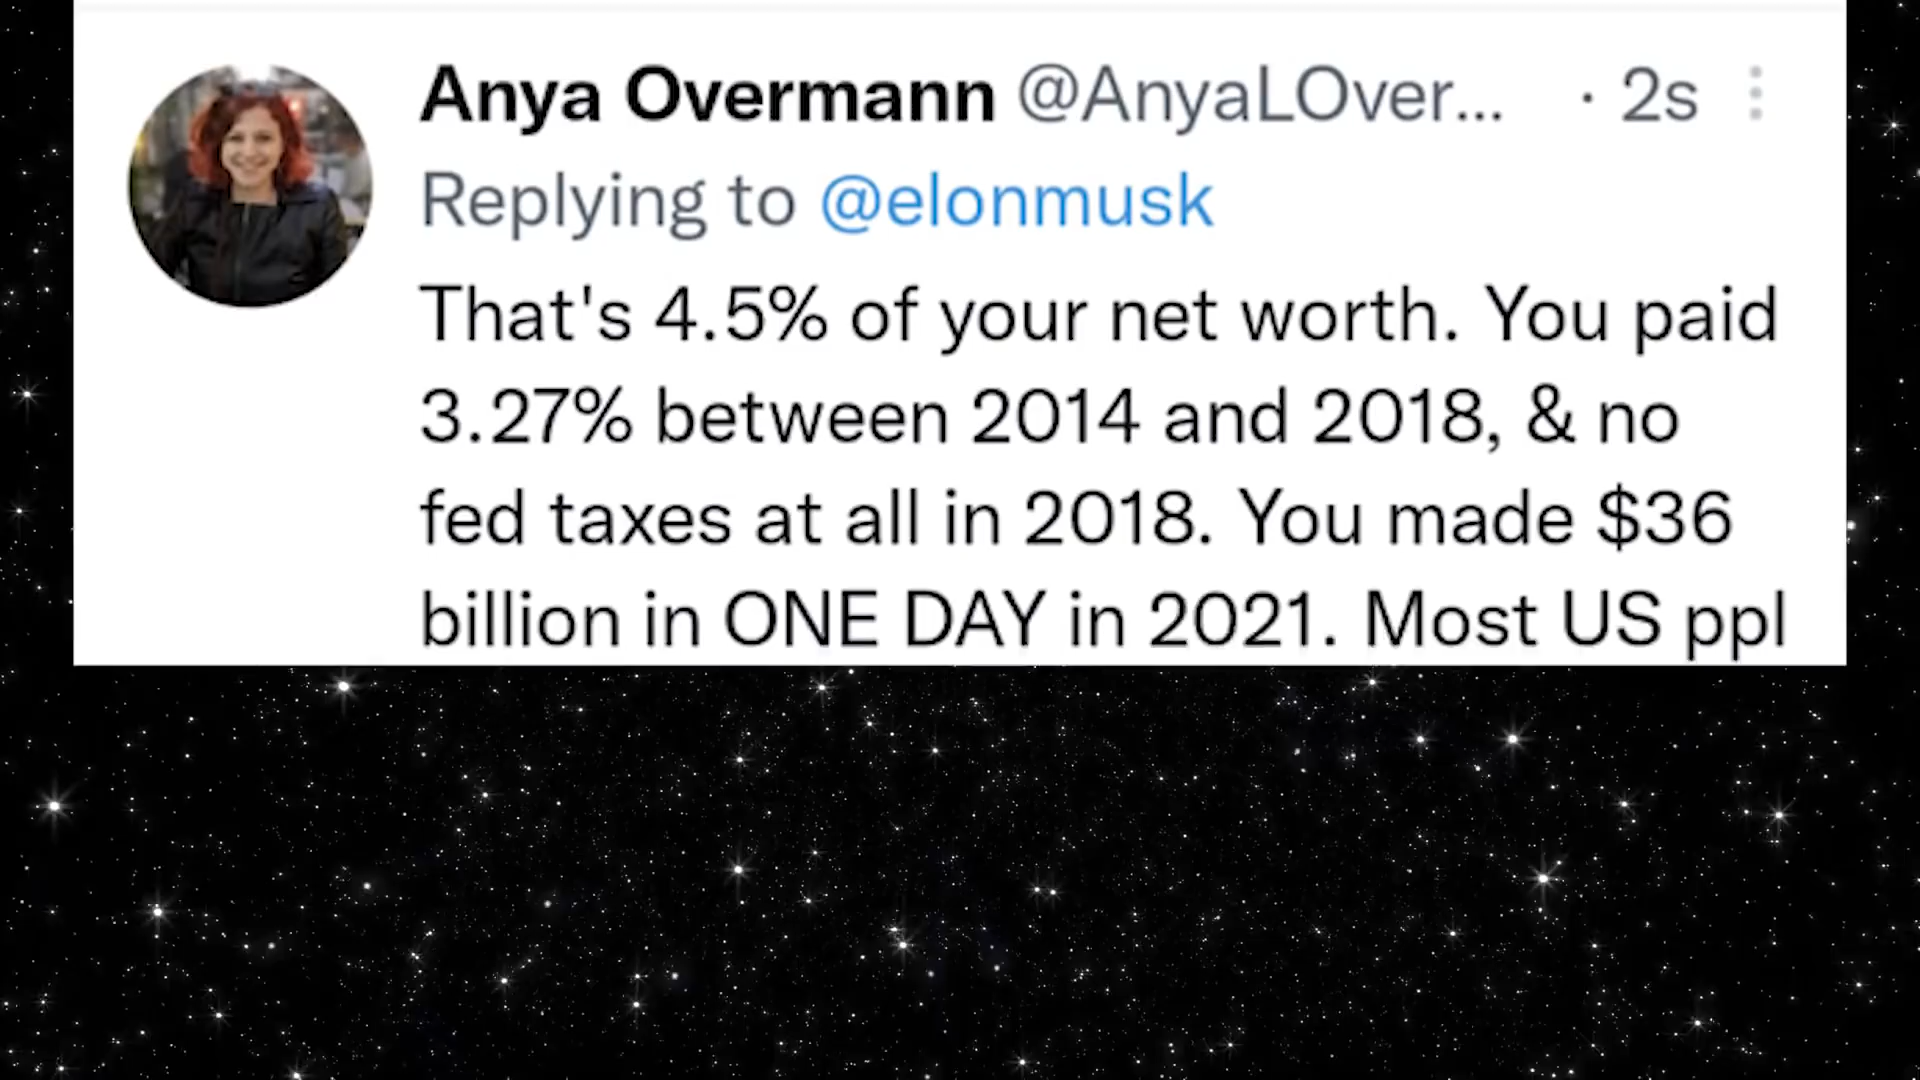 Anya Overmann @AnyaLOver... · 2s
Replying to @elonmusk
That's 4.5% of your net worth. You paid
3.27% between 2014 and 2018, & no
fed taxes at all in 2018. You made $36
billion in ONE DAY in 2021. Most US ppl